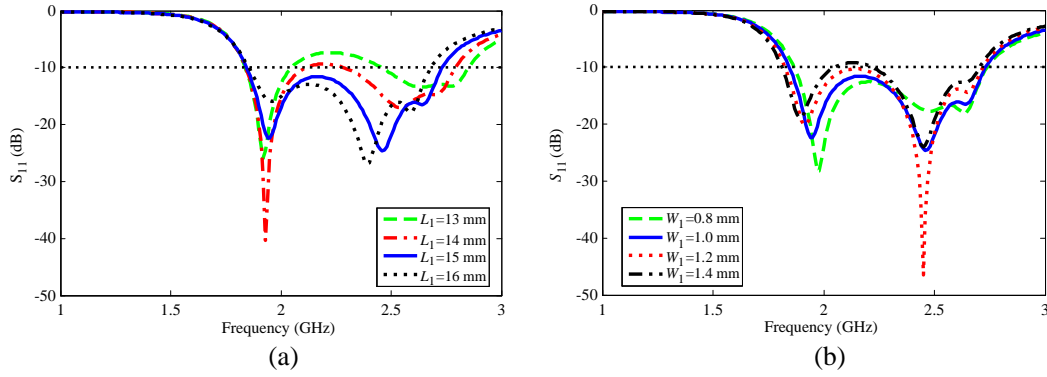 0
-10
-20
-30
-40
-50
S11 (dB)
L1=13 mm
L1=14 mm
L1=15 mm
L1=16 mm
1
1.5
2
2.5
3
Frequency (GHz)
(a)
0
-10
-20
-30
-40
-50
S11 (dB)
W1=0.8 mm
W1=1.0 mm
W1=1.2 mm
W1=1.4 mm
1
1.5
2
2.5
3
Frequency (GHz)
(b)